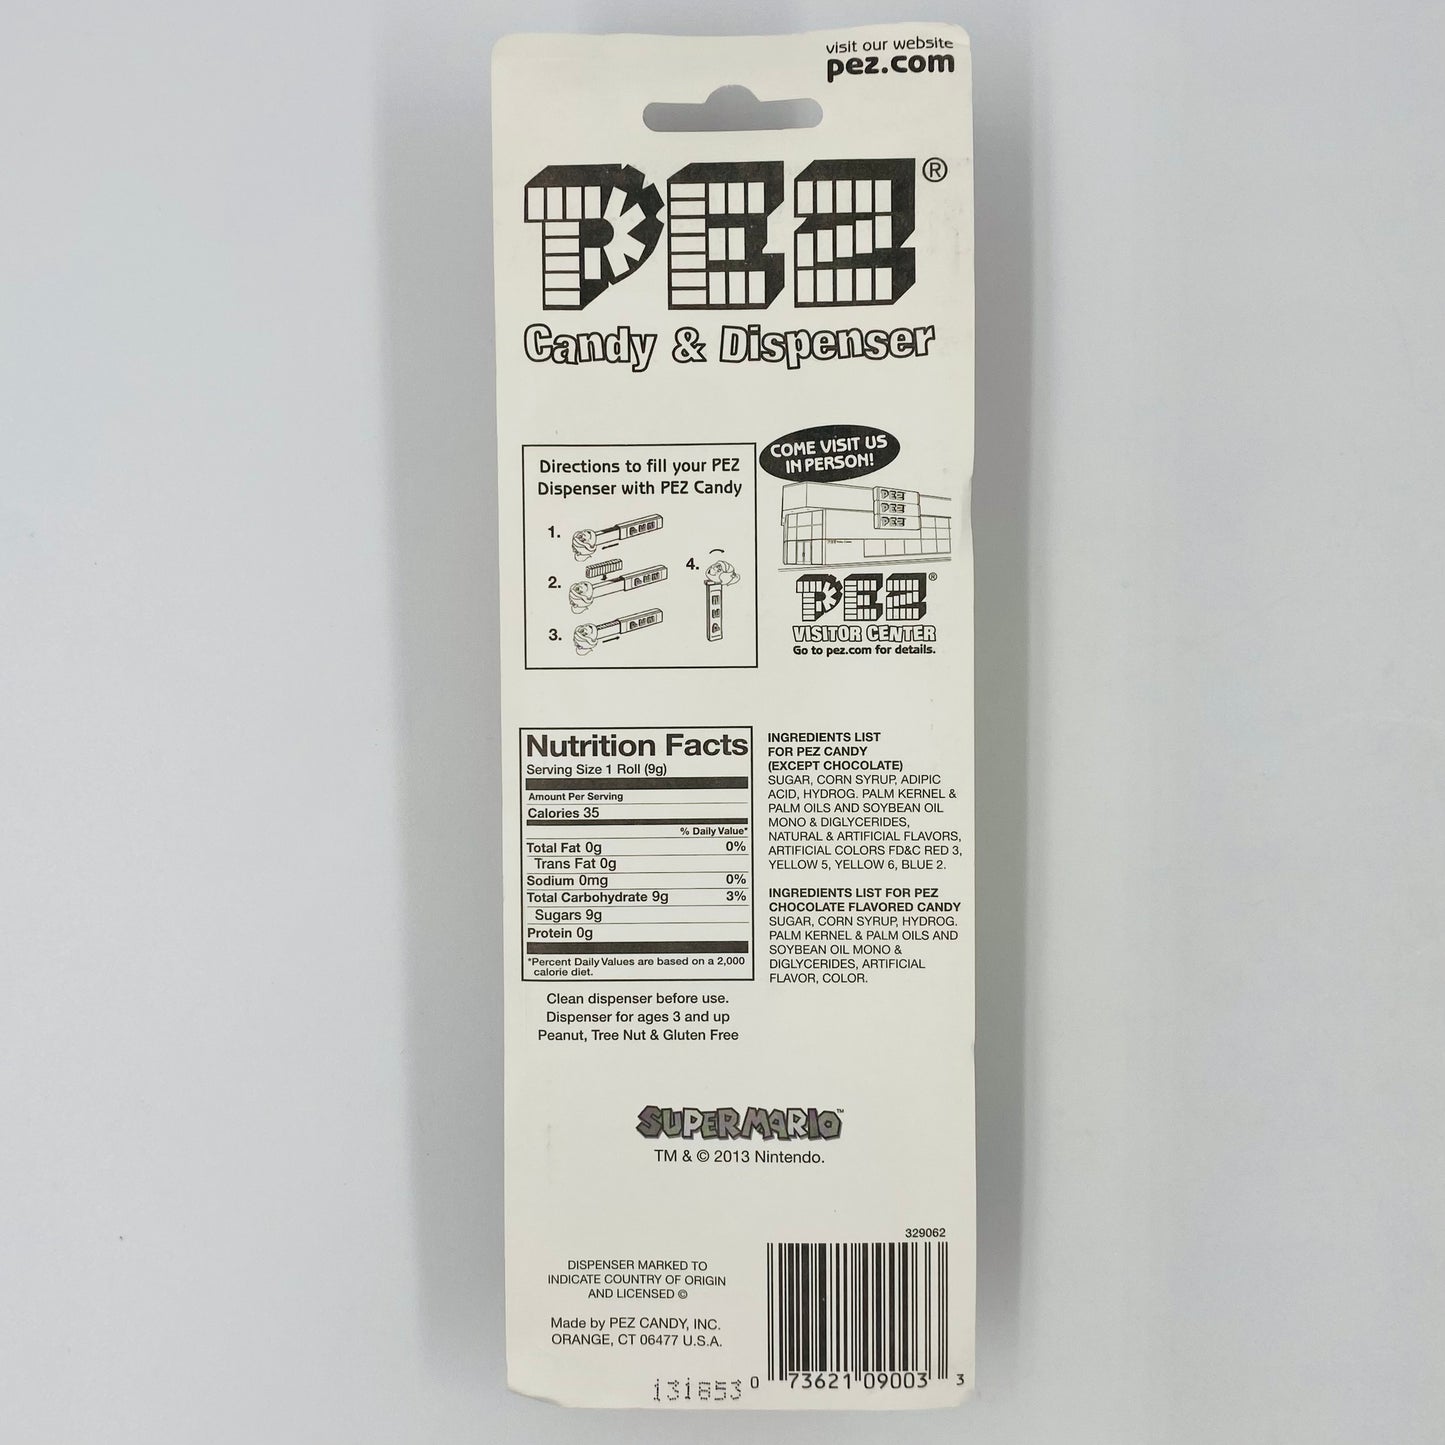 visit our website
pez.com
PEZ®
Candy & Dispenser
Directions to fill your PEZ
Dispenser with PEZ Candy
1.
2.
3.
4.
COME VISIT US
IN PERSON!
PEZ
PEZ
PEZ
PEZ®
VISITOR CENTER
Go to pez.com for details.
Nutrition Facts
Serving Size 1 Roll (9g)
Amount Per Serving
Calories 35
% Daily Value*
Total Fat 0g 0%
Trans Fat 0g
Sodium 0mg 0%
Total Carbohydrate 9g 3%
Sugars 9g
Protein 0g
*Percent Daily Values are based on a 2,000
calorie diet.
Clean dispenser before use.
Dispenser for ages 3 and up
Peanut, Tree Nut & Gluten Free
INGREDIENTS LIST
FOR PEZ CANDY
(EXCEPT CHOCOLATE)
SUGAR, CORN SYRUP, ADIPIC
ACID, HYDROG. PALM KERNEL &
PALM OILS AND SOYBEAN OIL
MONO & DIGLYCERIDES,
NATURAL & ARTIFICIAL FLAVORS,
ARTIFICIAL COLORS FD&C RED 3,
YELLOW 5, YELLOW 6, BLUE 2.
INGREDIENTS LIST FOR PEZ
CHOCOLATE FLAVORED CANDY
SUGAR, CORN SYRUP, HYDROG.
PALM KERNEL & PALM OILS AND
SOYBEAN OIL MONO &
DIGLYCERIDES, ARTIFICIAL
FLAVOR, COLOR.
SUPER MARIO™
TM & © 2013 Nintendo.
DISPENSER MARKED TO
INDICATE COUNTRY OF ORIGIN
AND LICENSED ©
Made by PEZ CANDY, INC.
ORANGE, CT 06477 U.S.A.
131853
329062
0 73621 09003 3